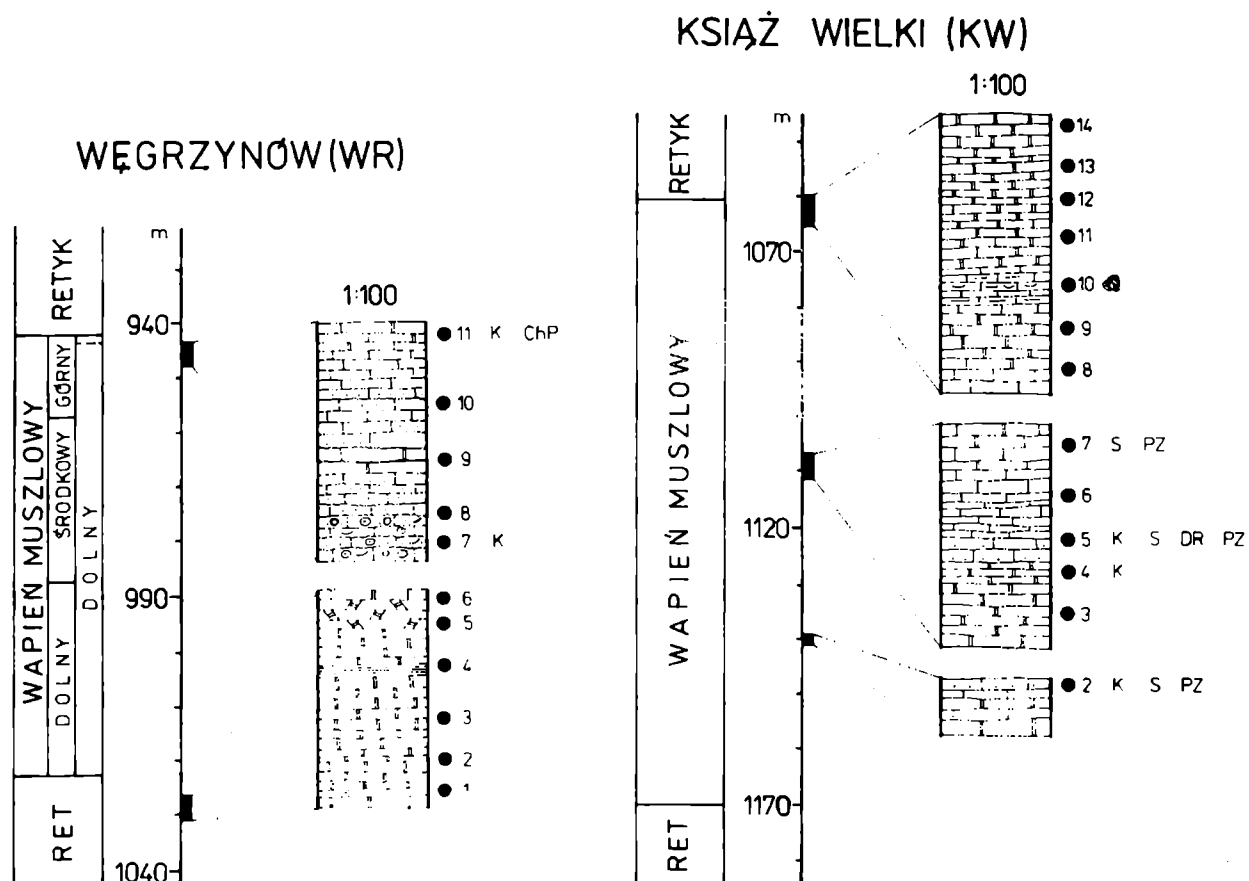 WĘGRZYNÓW (WR)
m
RETYK
WAPIEŃ MUSZLOWY
GÓRNY
ŚRODKOWY
DOLNY
DOLNY
RET
940
990
1040
1:100
11 K ChP
10
9
8
7 K
6
5
4
3
2
1
KSIĄŻ WIELKI (KW)
m
RETYK
WAPIEŃ MUSZLOWY
RET
1070
1120
1170
1:100
14
13
12
11
10
9
8
7 S PZ
6
5 K S DR PZ
4 K
3
2 K S PZ